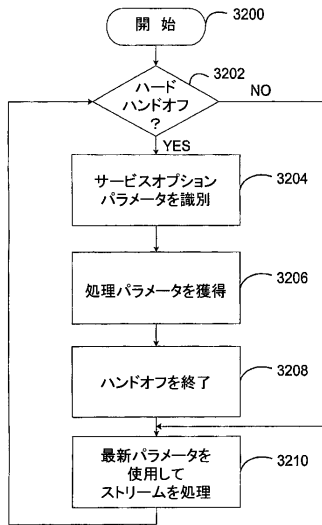 開始
3200
3202
ハード
ハンドオフ
?
NO
YES
サービスオプション
パラメータを識別
3204
処理パラメータを獲得
3206
ハンドオフを終了
3208
最新パラメータを
使用して
ストリームを処理
3210